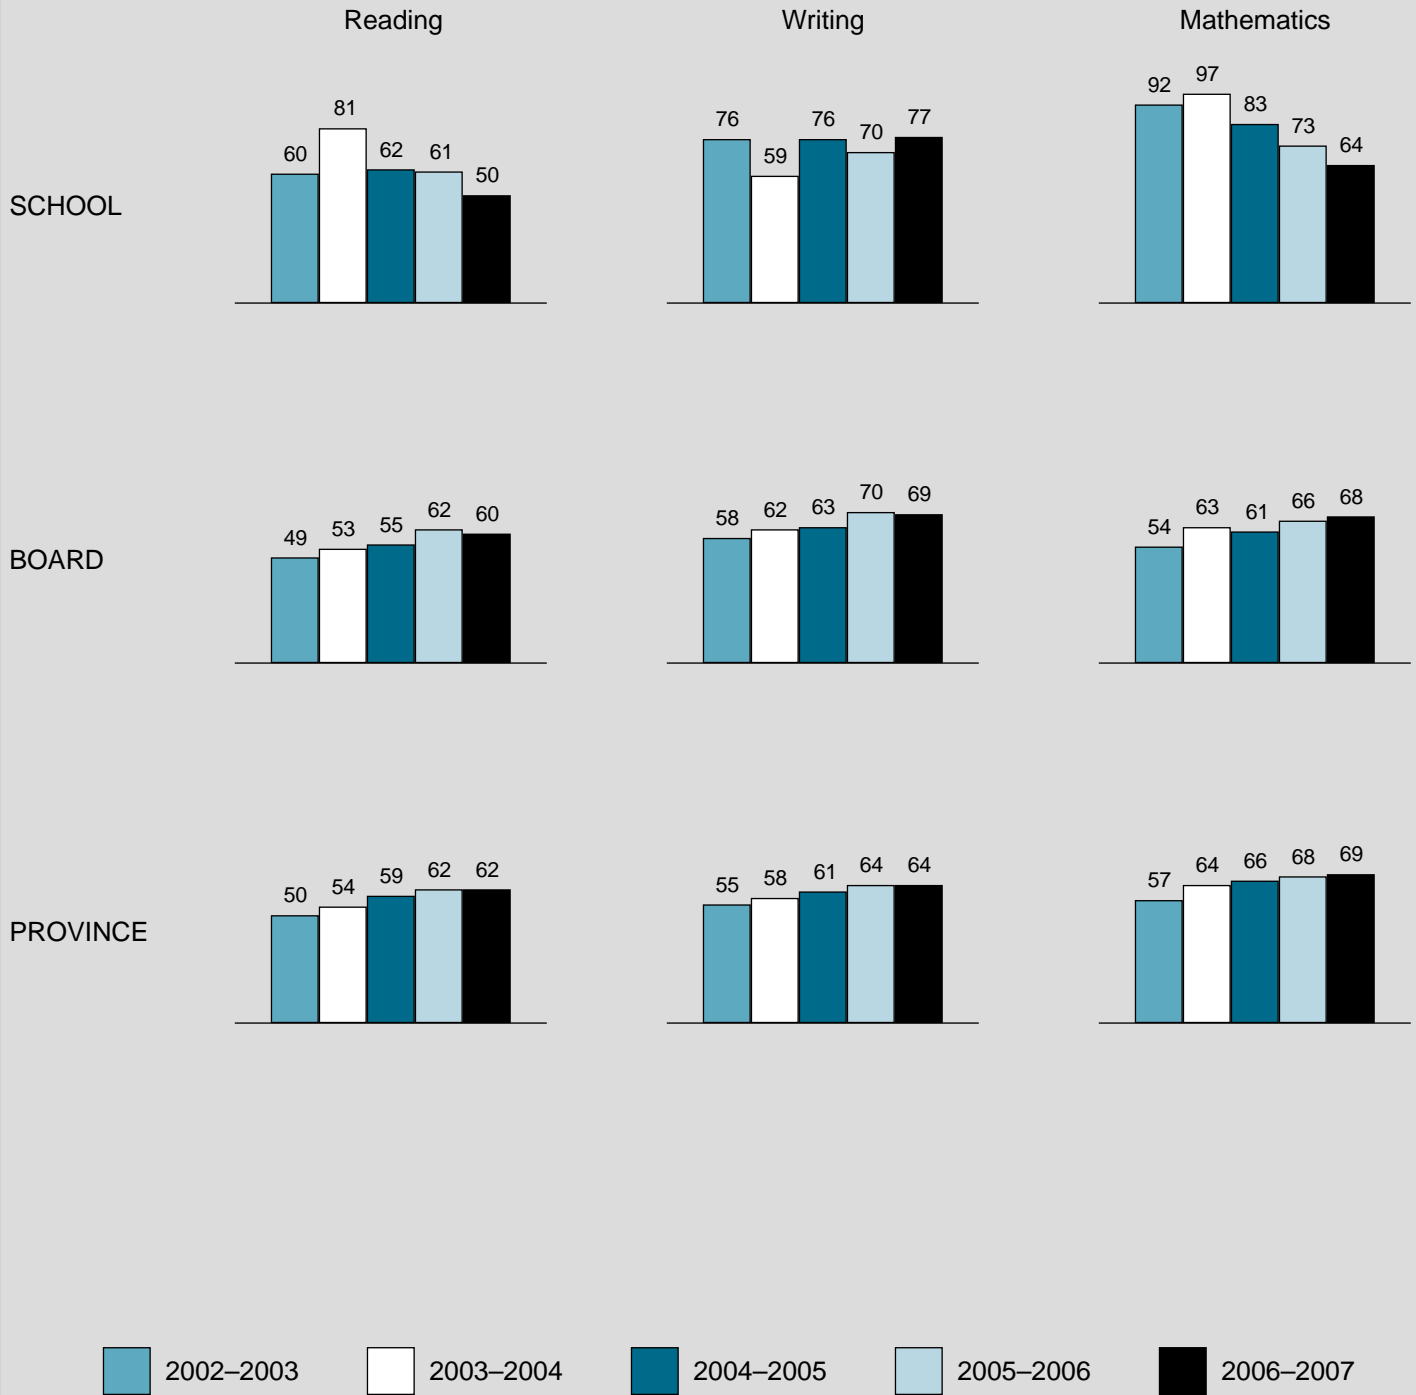 Reading Writing Mathematics
SCHOOL
60 81 62 61 50
76 59 76 70 77
92 97 83 73 64
BOARD
49 53 55 62 60
58 62 63 70 69
54 63 61 66 68
PROVINCE
50 54 59 62 62
55 58 61 64 64
57 64 66 68 69
2002–2003 2003–2004 2004–2005 2005–2006 2006–2007